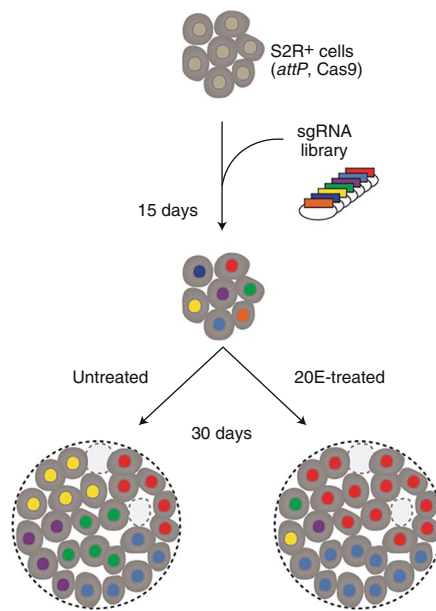 S2R+ cells
(attP, Cas9)
sgRNA
library
15 days
Untreated
20E-treated
30 days